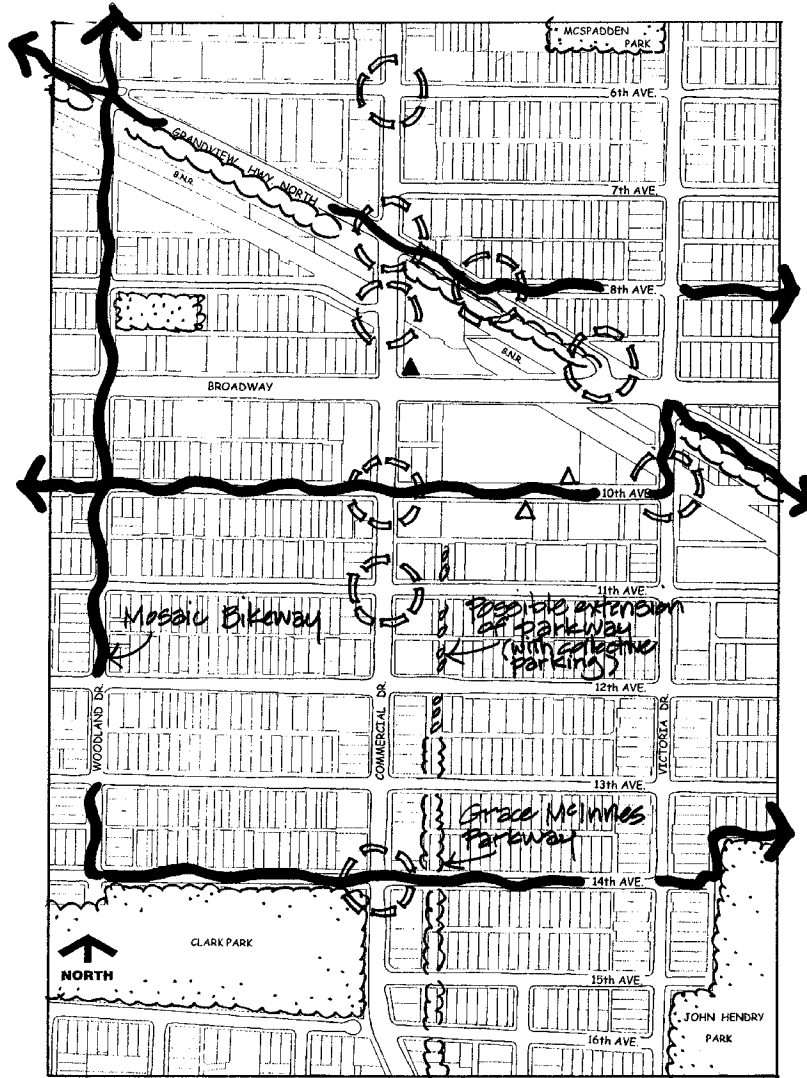 MCSPADDEN
PARK
6th AVE.
GRANDVIEW HWY NORTH
B.N.R.
7th AVE.
8th AVE.
B.N.R.
BROADWAY
10th AVE
11th AVE.
Mosaic Bikeway
Possible extension
of parkway
(with collective
parking)
12th AVE.
WOODLAND DR.
COMMERCIAL DR.
VICTORIA DR.
13th AVE.
Grace McInnes
Parkway
14th AVE.
CLARK PARK
NORTH
15th AVE.
JOHN HENDRY
PARK
16th AVE.